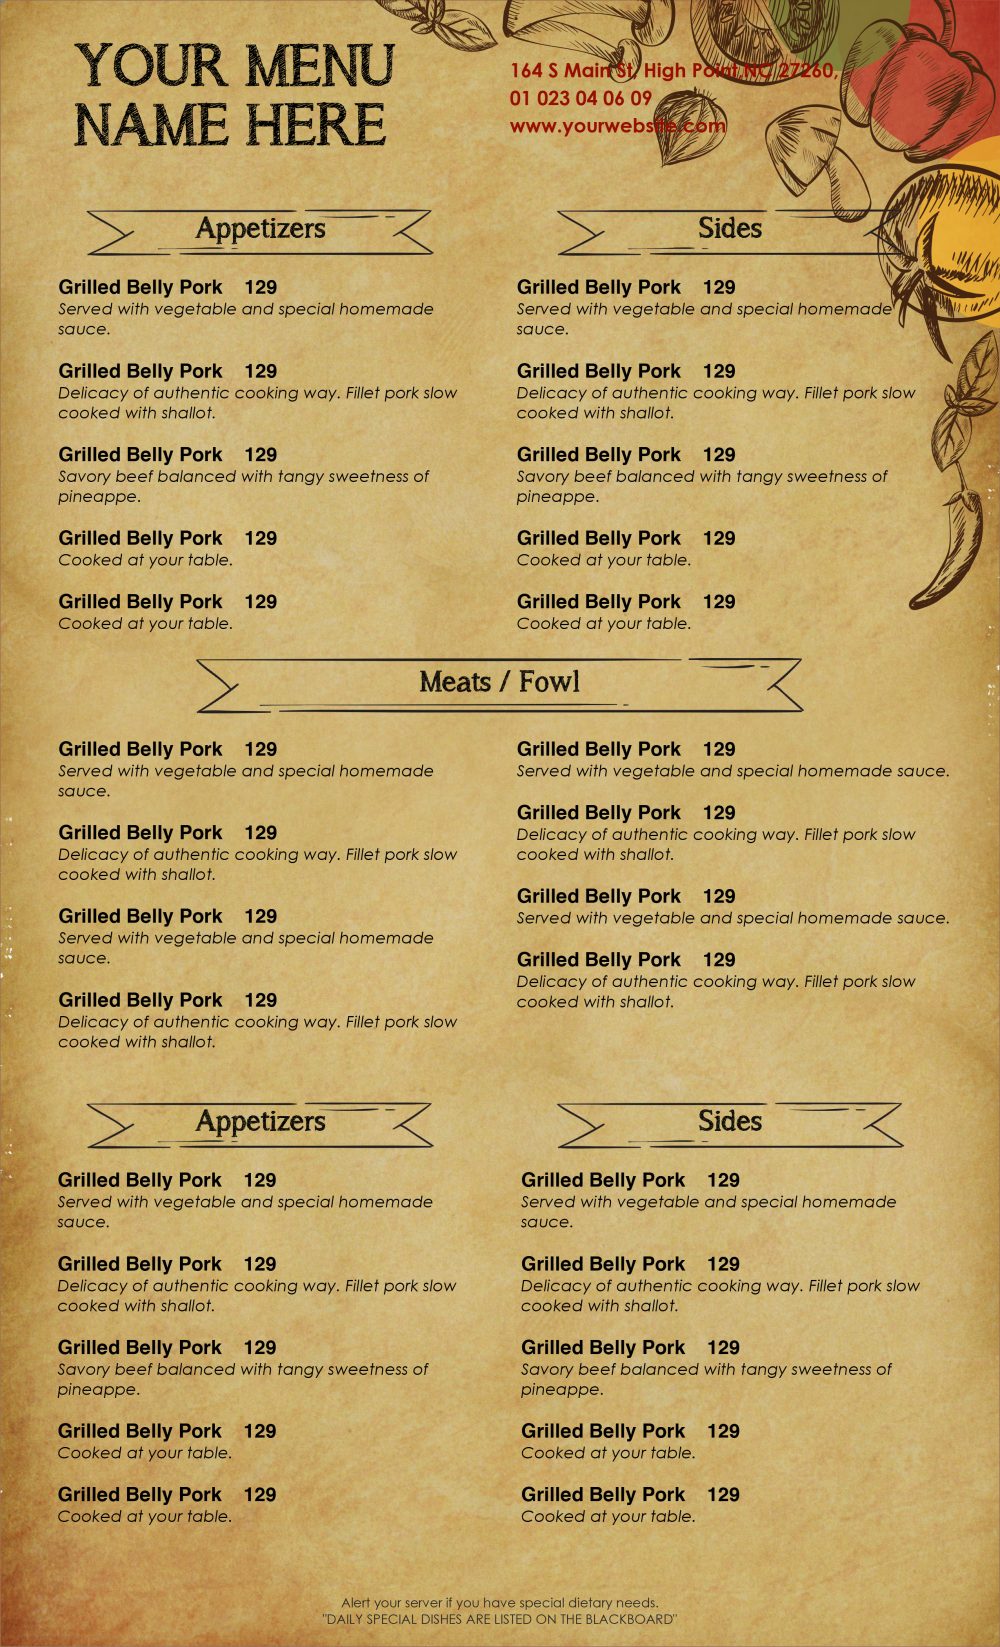 YOUR MENU
NAME HERE
164 S Main St, High Point,NC 27260,
01 023 04 06 09
www.yourwebsite.com
Appetizers
Grilled Belly Pork 129
Served with vegetable and special homemade
sauce.
Grilled Belly Pork 129
Delicacy of authentic cooking way. Fillet pork slow
cooked with shallot.
Grilled Belly Pork 129
Savory beef balanced with tangy sweetness of
pineappe.
Grilled Belly Pork 129
Cooked at your table.
Grilled Belly Pork 129
Cooked at your table.
Sides
Grilled Belly Pork 129
Served with vegetable and special homemade
sauce.
Grilled Belly Pork 129
Delicacy of authentic cooking way. Fillet pork slow
cooked with shallot.
Grilled Belly Pork 129
Savory beef balanced with tangy sweetness of
pineappe.
Grilled Belly Pork 129
Cooked at your table.
Grilled Belly Pork 129
Cooked at your table.
Meats / Fowl
Grilled Belly Pork 129
Served with vegetable and special homemade
sauce.
Grilled Belly Pork 129
Delicacy of authentic cooking way. Fillet pork slow
cooked with shallot.
Grilled Belly Pork 129
Served with vegetable and special homemade
sauce.
Grilled Belly Pork 129
Delicacy of authentic cooking way. Fillet pork slow
cooked with shallot.
Grilled Belly Pork 129
Served with vegetable and special homemade sauce.
Grilled Belly Pork 129
Delicacy of authentic cooking way. Fillet pork slow
cooked with shallot.
Grilled Belly Pork 129
Served with vegetable and special homemade sauce.
Grilled Belly Pork 129
Delicacy of authentic cooking way. Fillet pork slow
cooked with shallot.
Appetizers
Grilled Belly Pork 129
Served with vegetable and special homemade
sauce.
Grilled Belly Pork 129
Delicacy of authentic cooking way. Fillet pork slow
cooked with shallot.
Grilled Belly Pork 129
Savory beef balanced with tangy sweetness of
pineappe.
Grilled Belly Pork 129
Cooked at your table.
Grilled Belly Pork 129
Cooked at your table.
Sides
Grilled Belly Pork 129
Served with vegetable and special homemade
sauce.
Grilled Belly Pork 129
Delicacy of authentic cooking way. Fillet pork slow
cooked with shallot.
Grilled Belly Pork 129
Savory beef balanced with tangy sweetness of
pineappe.
Grilled Belly Pork 129
Cooked at your table.
Grilled Belly Pork 129
Cooked at your table.
Alert your server if you have special dietary needs.
"DAILY SPECIAL DISHES ARE LISTED ON THE BLACKBOARD"